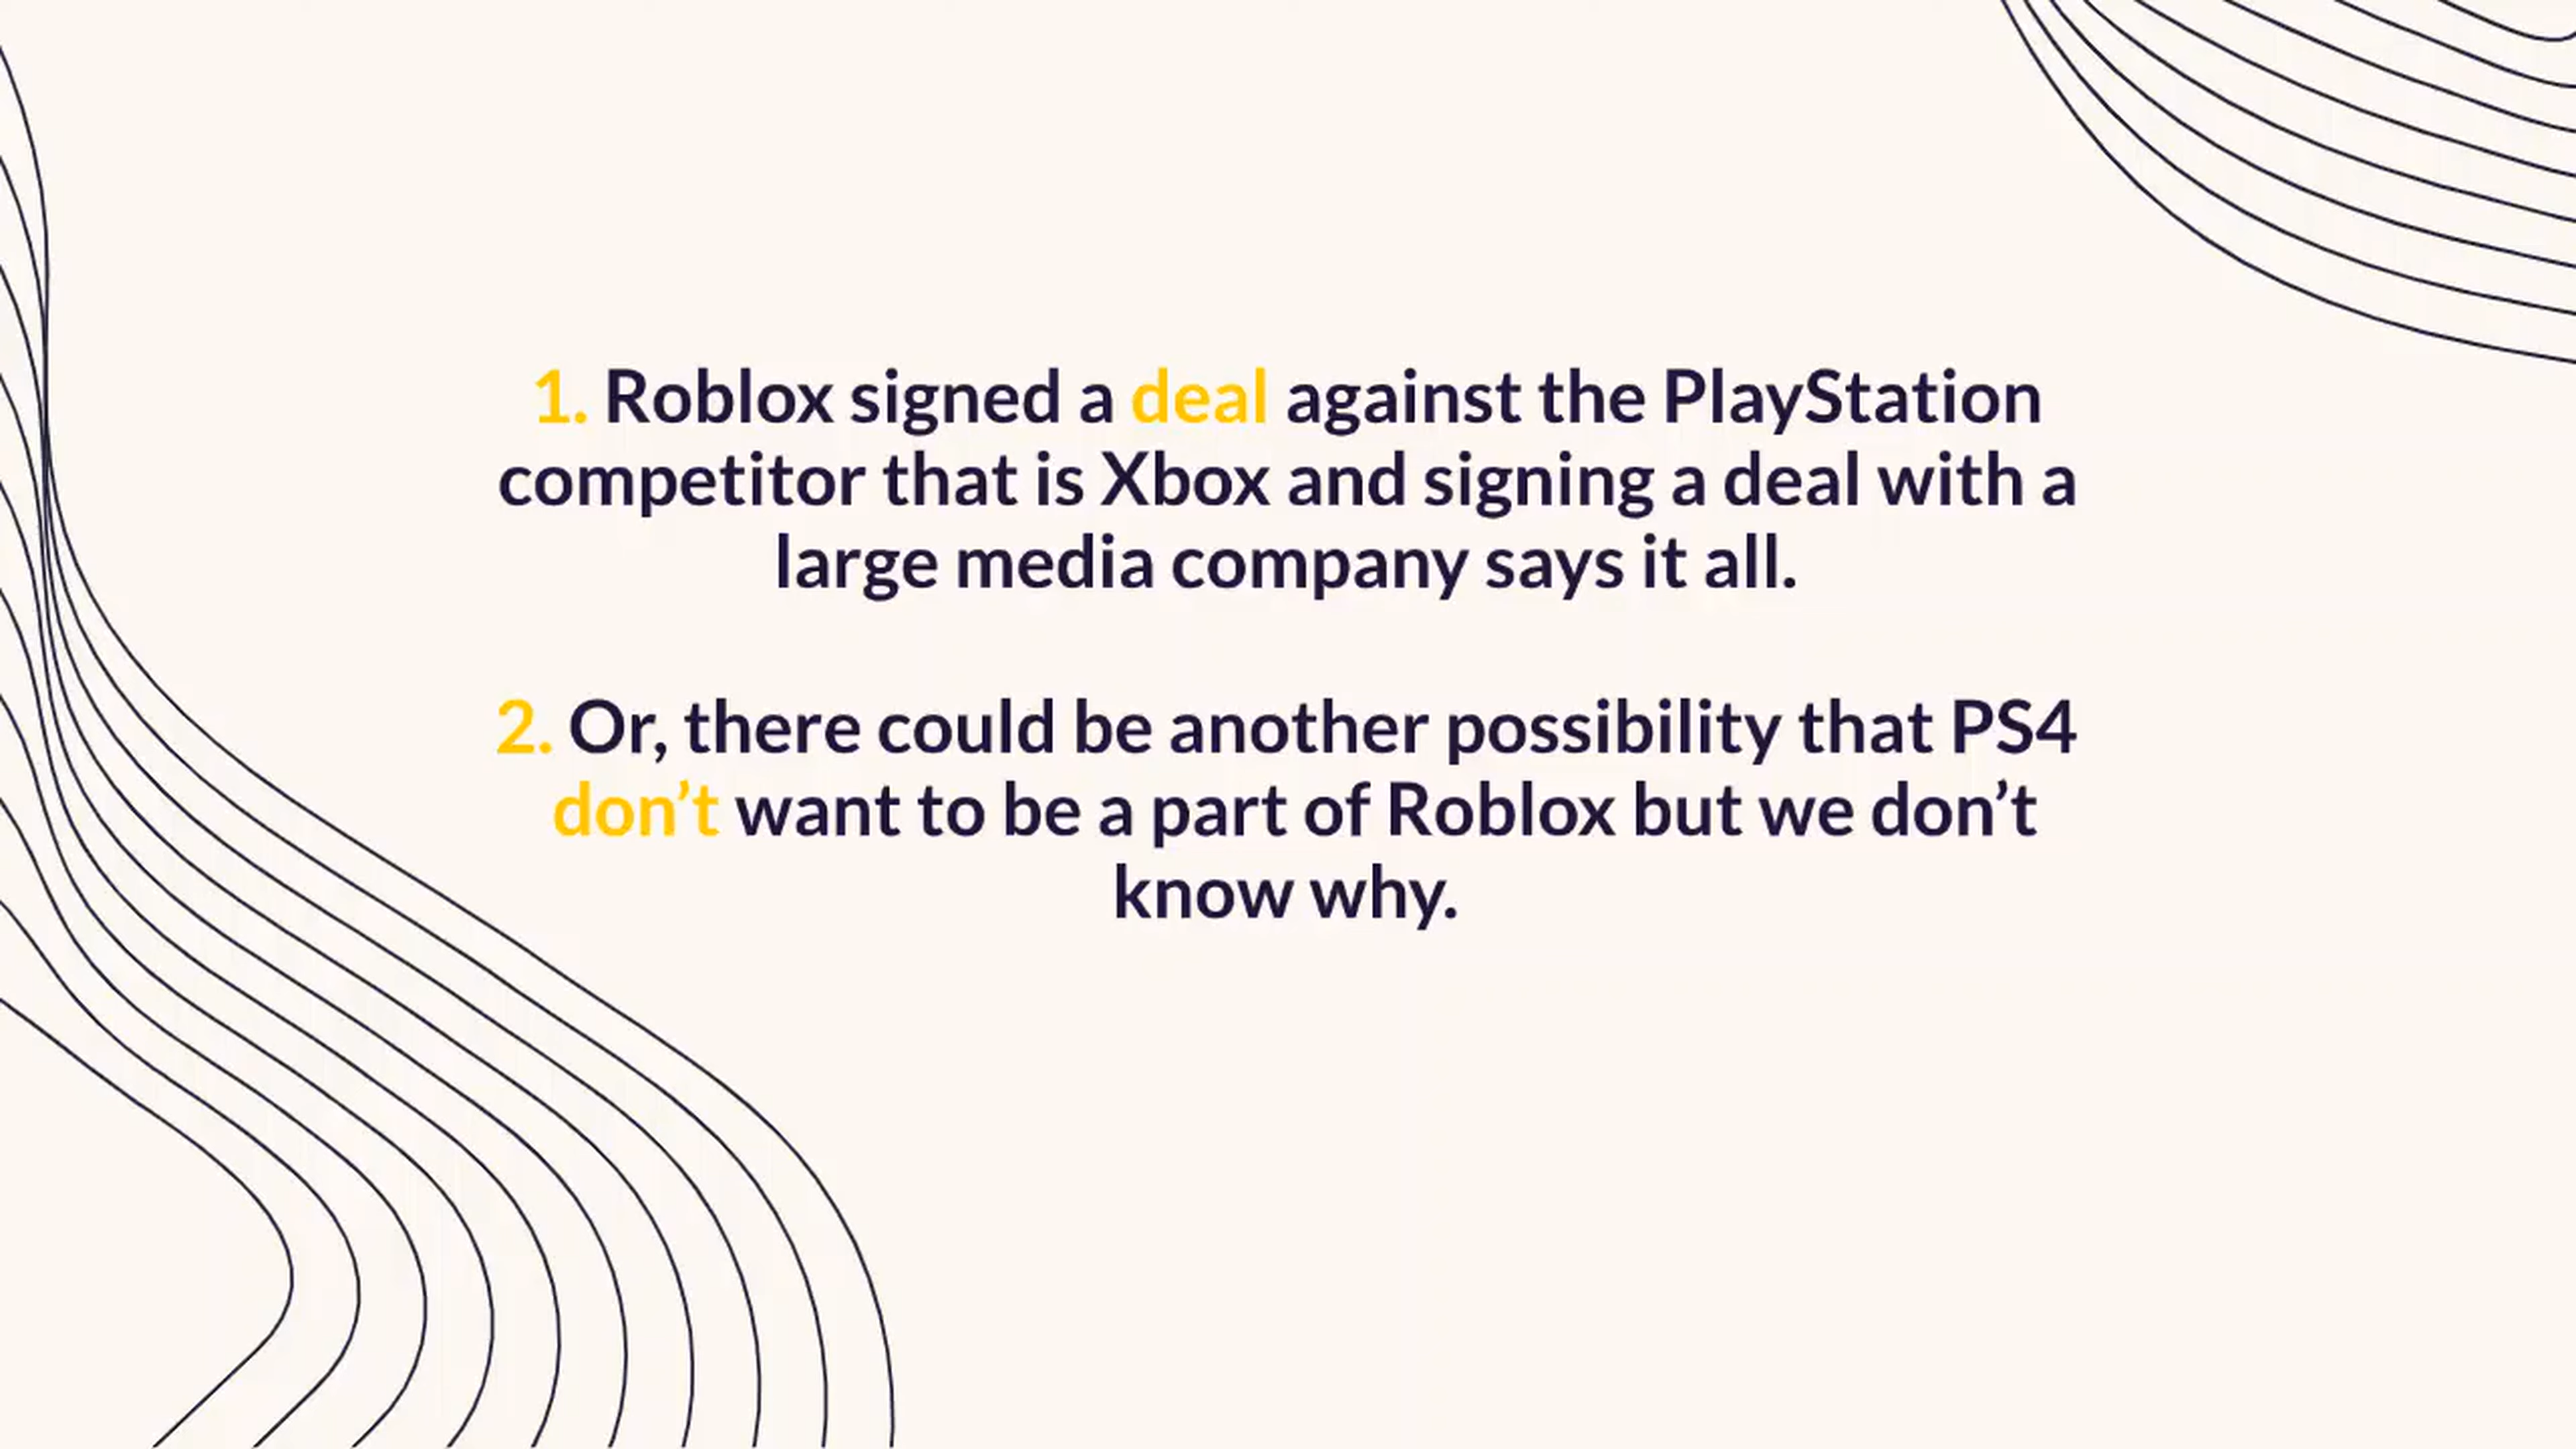 1. Roblox signed a deal against the PlayStation
competitor that is Xbox and signing a deal with a
large media company says it all.
2. Or, there could be another possibility that PS4
don’t want to be a part of Roblox but we don’t
know why.